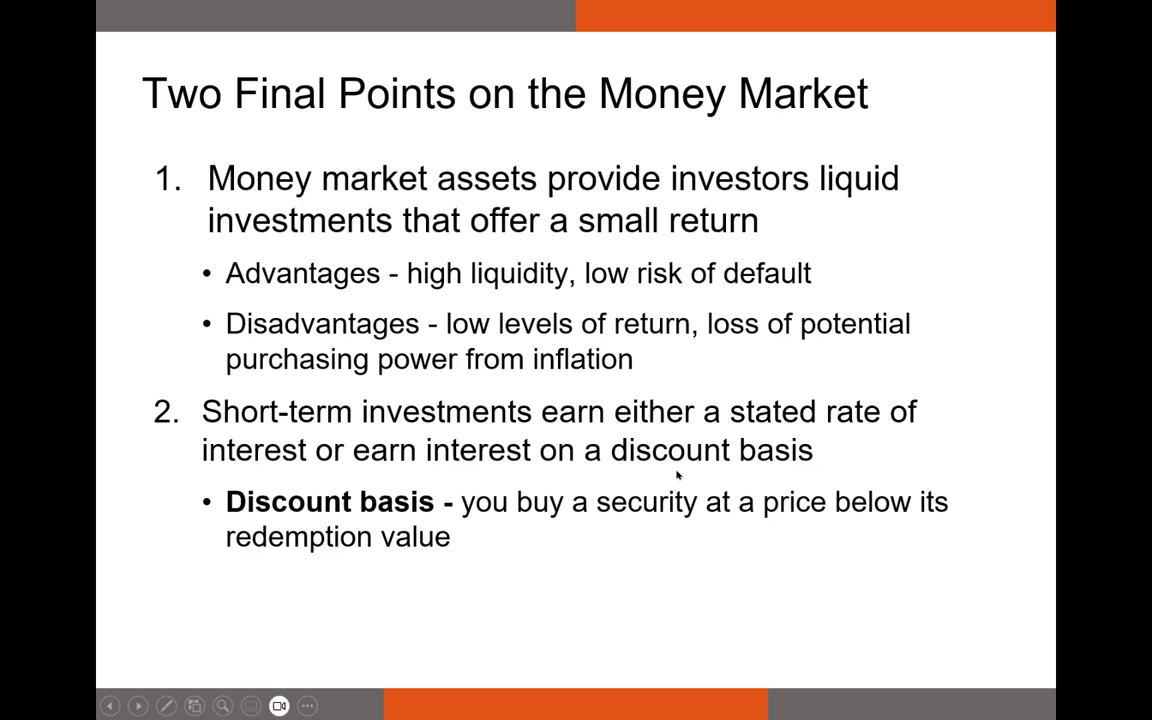 Two Final Points on the Money Market
1. Money market assets provide investors liquid
investments that offer a small return
• Advantages - high liquidity, low risk of default
• Disadvantages - low levels of return, loss of potential
purchasing power from inflation
2. Short-term investments earn either a stated rate of
interest or earn interest on a discount basis
• Discount basis - you buy a security at a price below its
redemption value